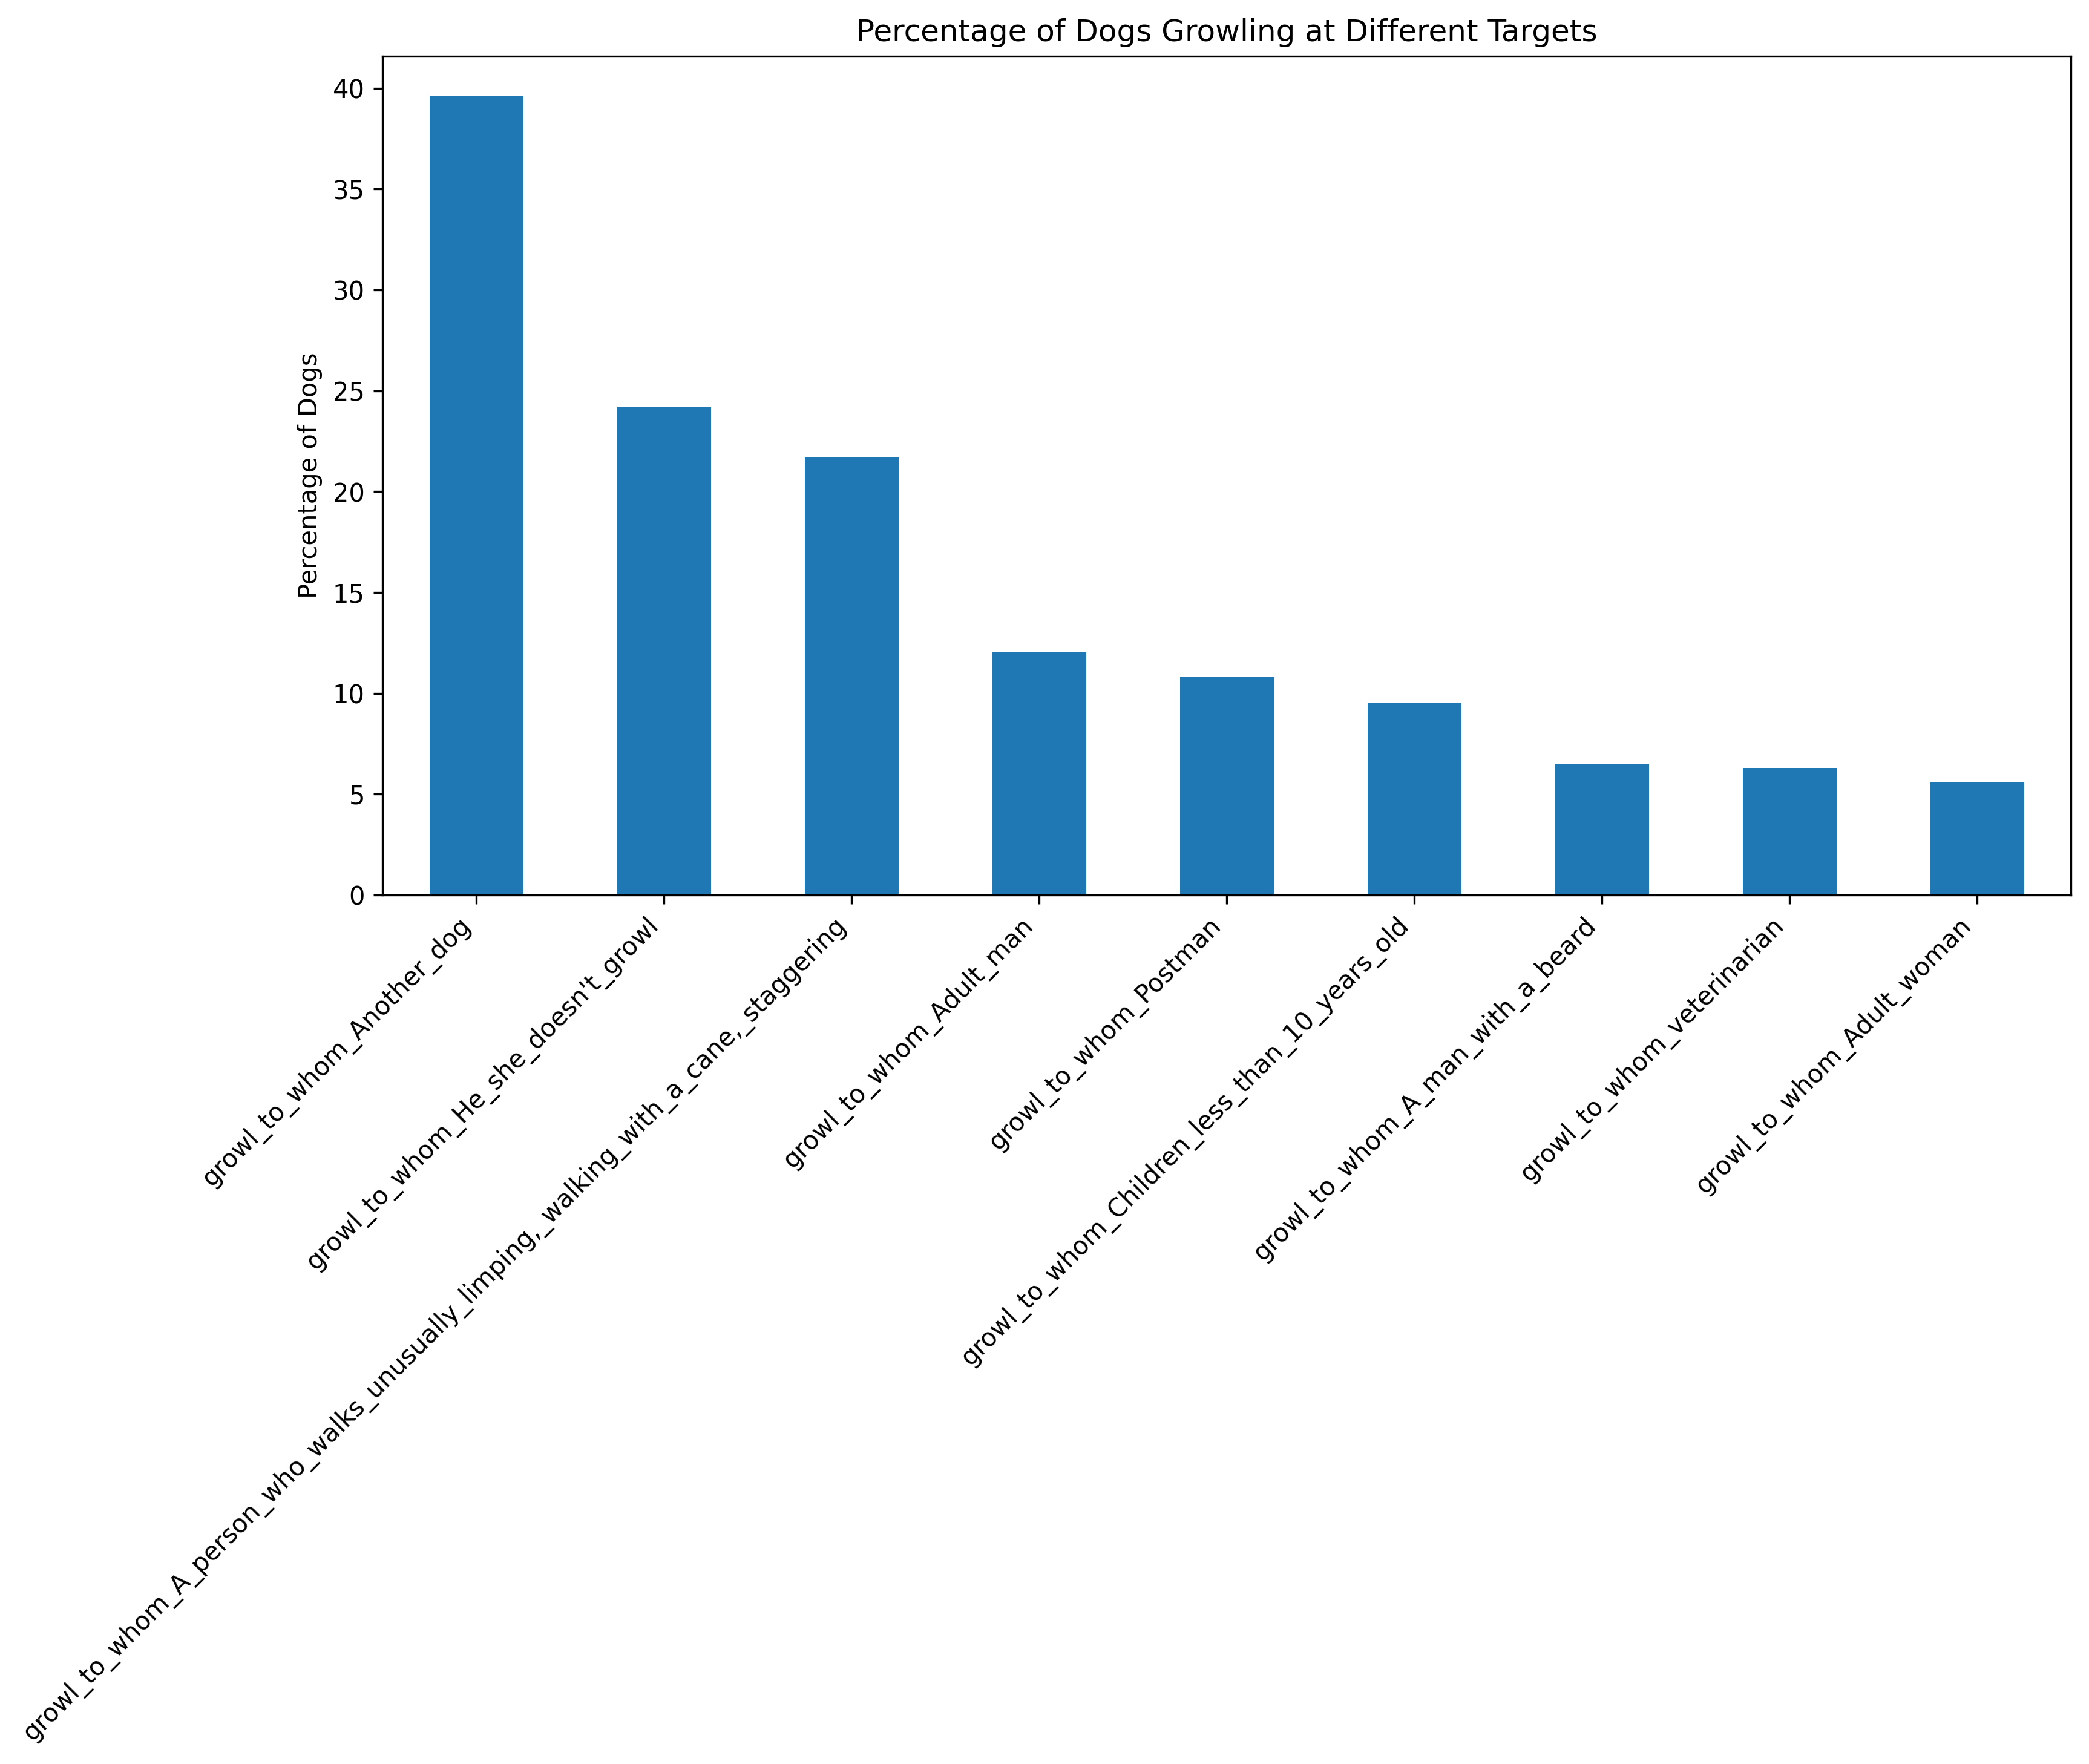 Percentage of Dogs Growling at Different Targets
Percentage of Dogs
40
35
30
25
20
15
10
5
0
growl_to_whom_Another_dog
growl_to_whom_He_she_doesn't_growl
growl_to_whom_A_person_who_walks_unusually_limping,_walking_with_a_cane,_staggering
growl_to_whom_Adult_man
growl_to_whom_Postman
growl_to_whom_Children_less_than_10_years_old
growl_to_whom_A_man_with_a_beard
growl_to_whom_veterinarian
growl_to_whom_Adult_woman